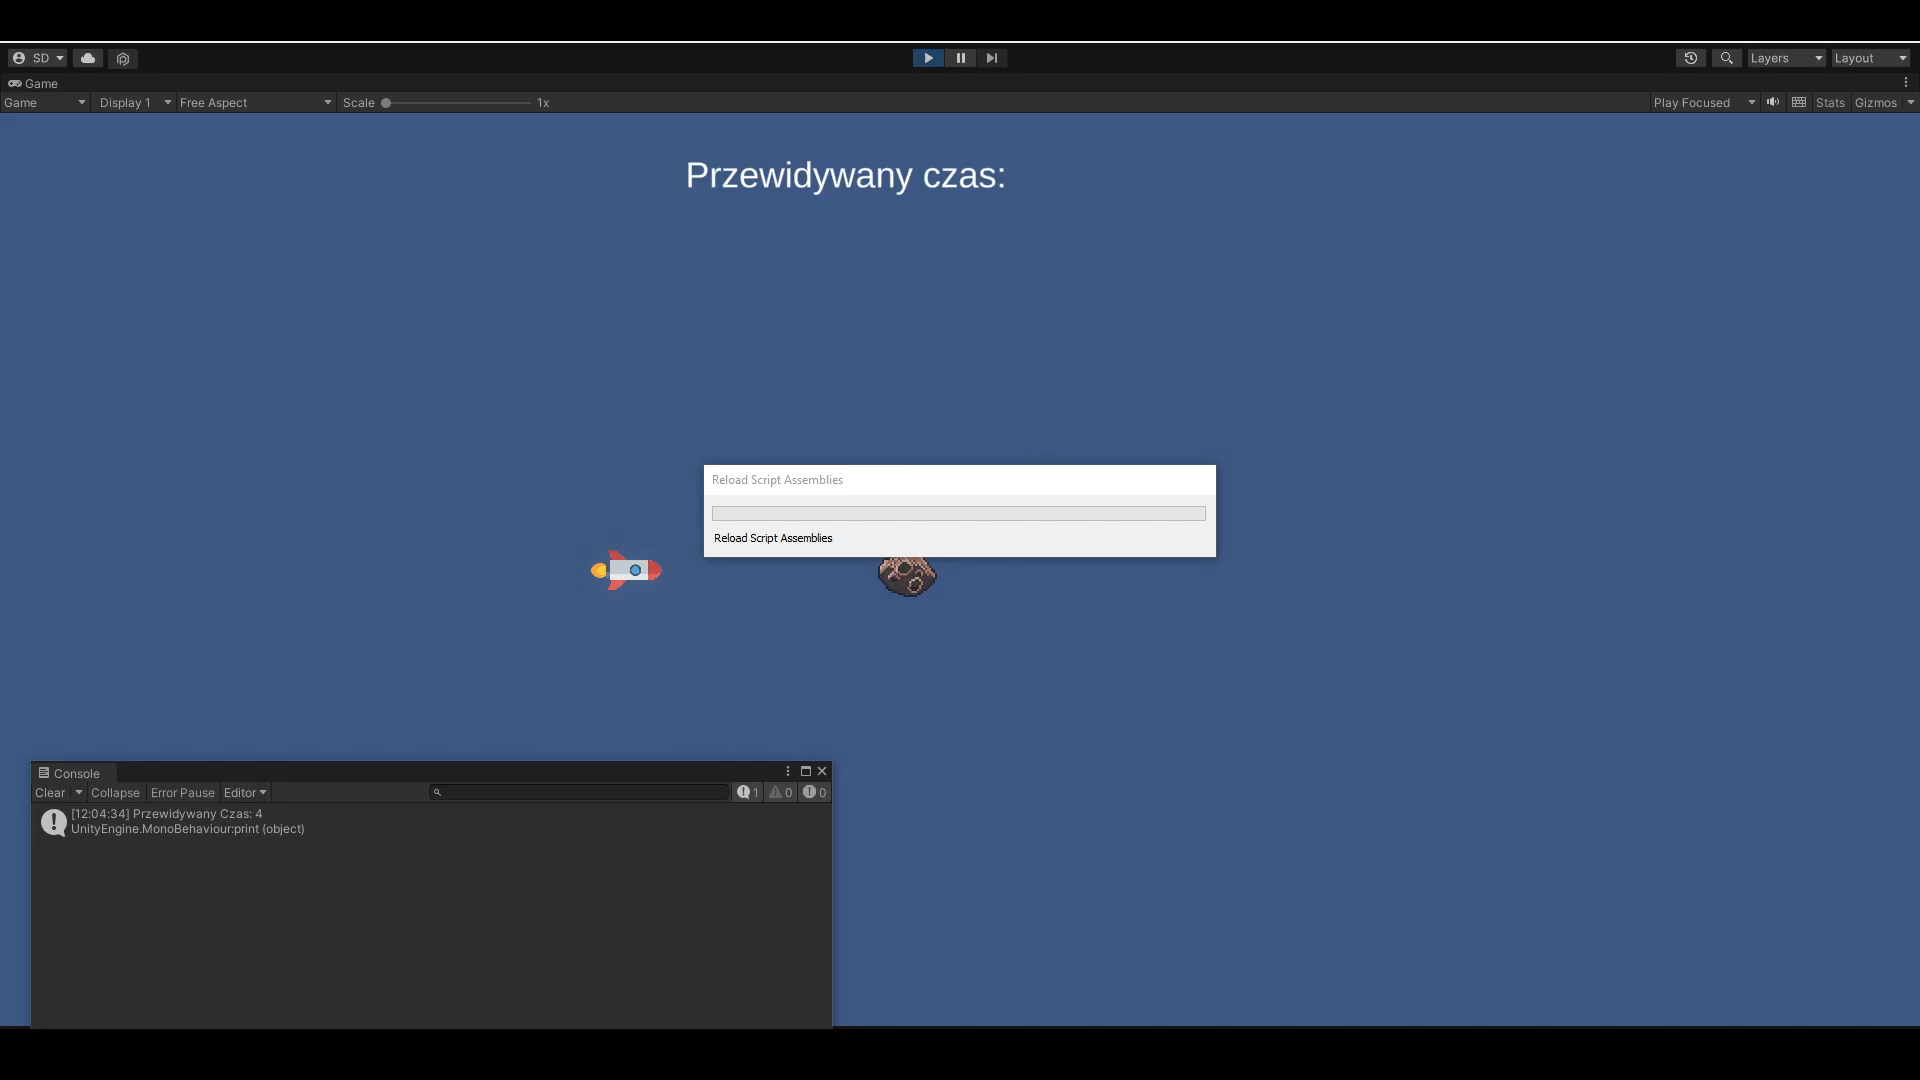 SD
Layers
Layout
Game
Game
Display 1
Free Aspect
Scale
1x
Play Focused
Stats
Gizmos
Przewidywany czas:
Reload Script Assemblies
Reload Script Assemblies
Console
Clear
Collapse
Error Pause
Editor
1
0
0
[12:04:34] Przewidywany Czas: 4
UnityEngine.MonoBehaviour:print (object)